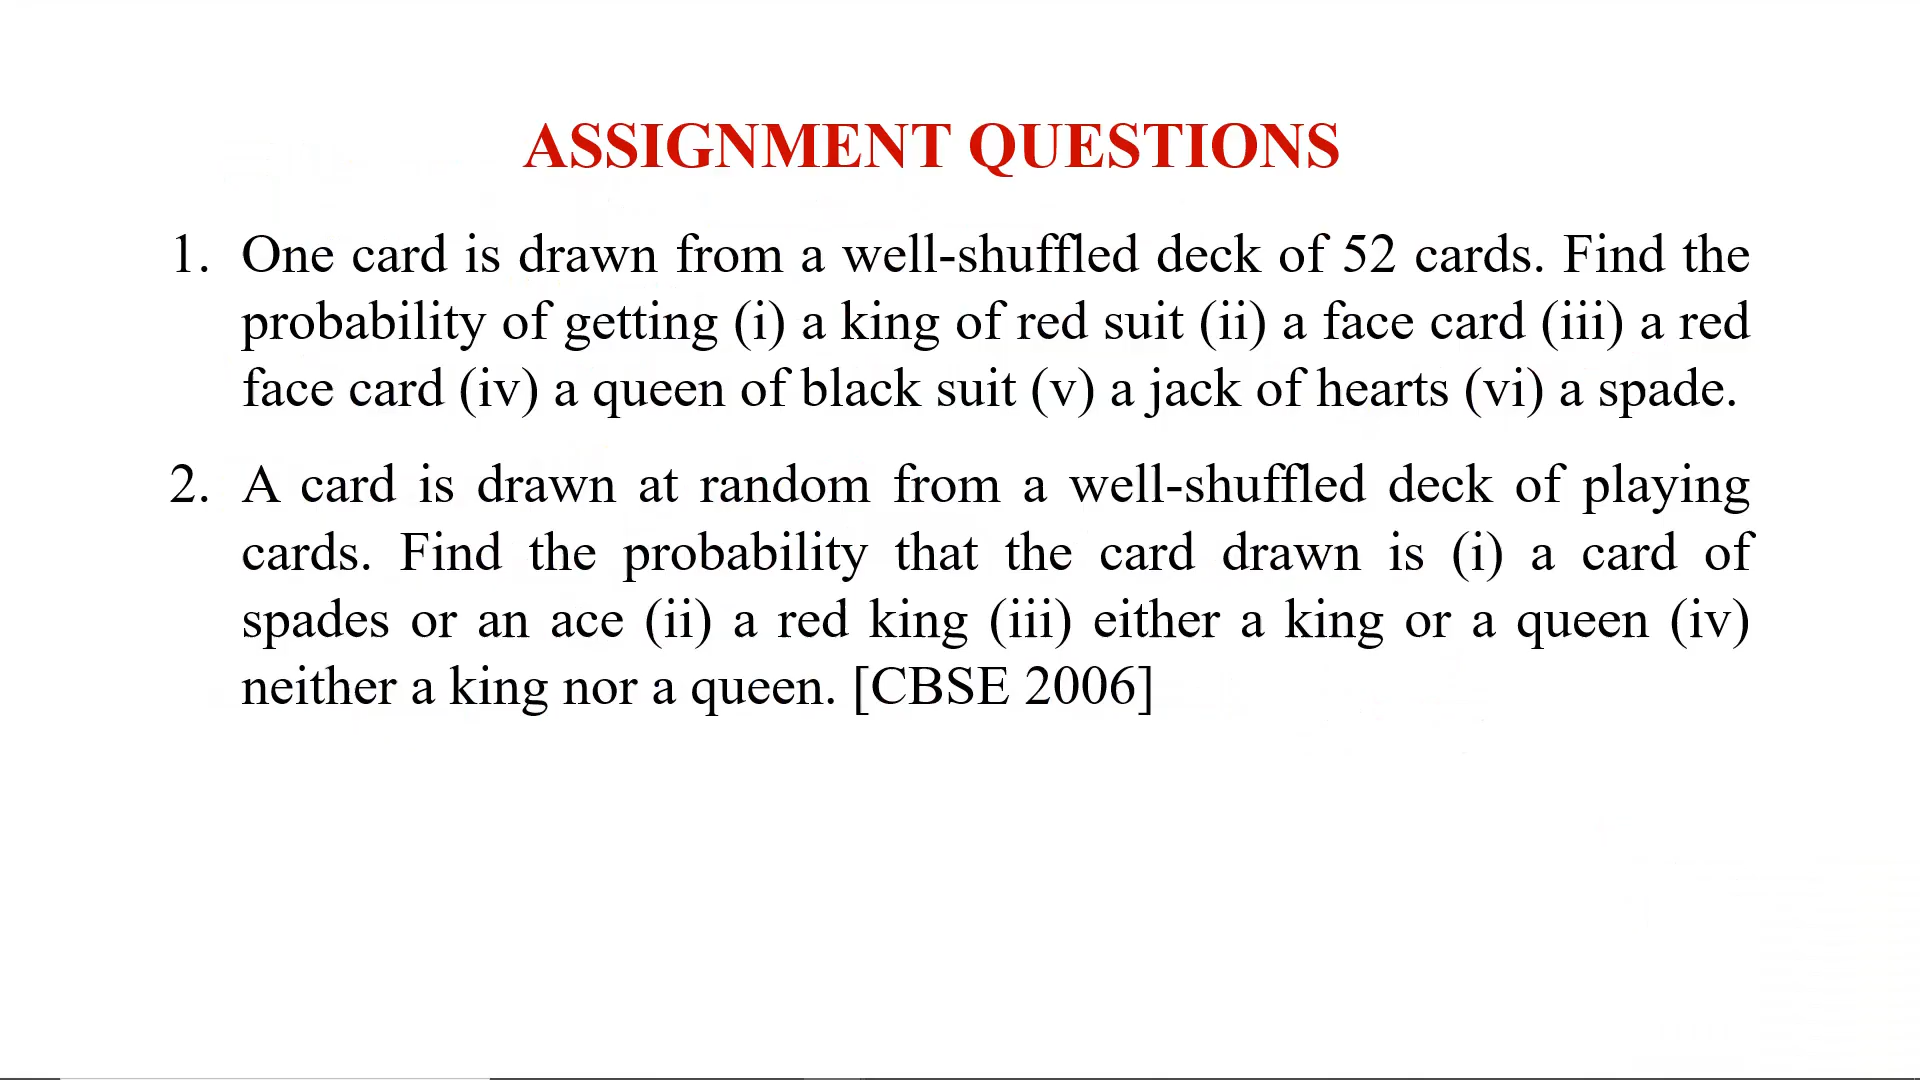 ASSIGNMENT QUESTIONS
1. One card is drawn from a well-shuffled deck of 52 cards. Find the
probability of getting (i) a king of red suit (ii) a face card (iii) a red
face card (iv) a queen of black suit (v) a jack of hearts (vi) a spade.
2. A card is drawn at random from a well-shuffled deck of playing
cards. Find the probability that the card drawn is (i) a card of
spades or an ace (ii) a red king (iii) either a king or a queen (iv)
neither a king nor a queen. [CBSE 2006]